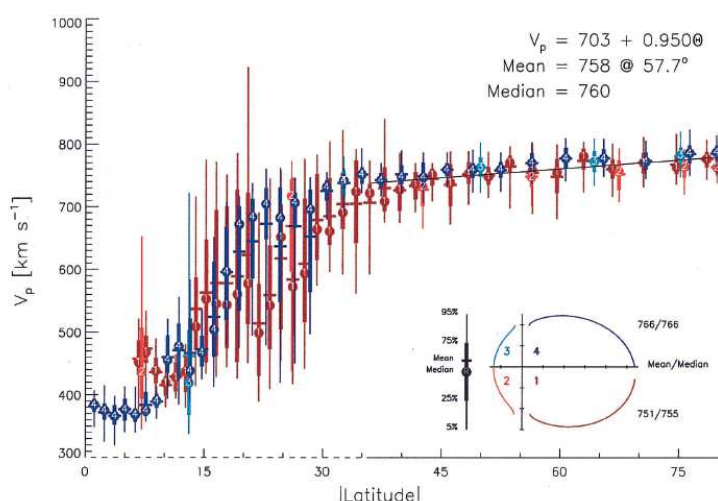 V_p = 703 + 0.950Θ
Mean = 758 @ 57.7°
Median = 760
1000
900
800
700
600
500
400
300
V_p [km s⁻¹]
0 15 30 45 60 75
|Latitude|
95%
75%
Mean
Median
25%
5%
3 4
2 1
766/766
Mean/Median
751/755